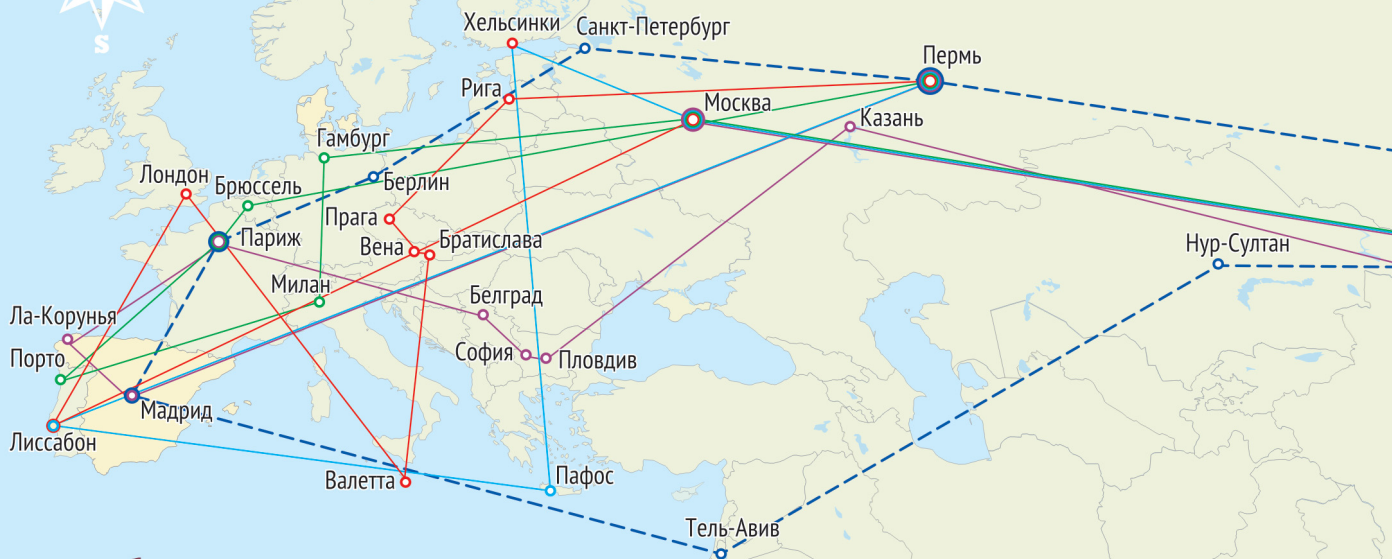 S
Хельсинки
Санкт-Петербург
Пермь
Рига
Москва
Казань
Гамбург
Лондон
Брюссель
Берлин
Прага
Париж
Вена
Братислава
Нур-Султан
Милан
Белград
Ла-Корунья
София
Пловдив
Порто
Мадрид
Лиссабон
Валетта
Пафос
Тель-Авив